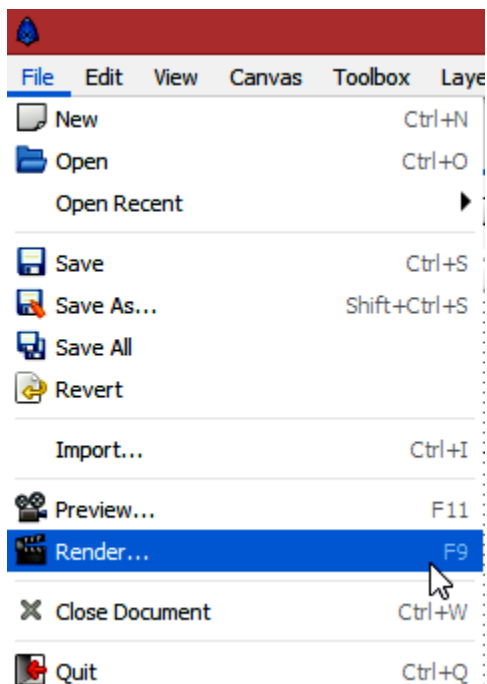 File Edit View Canvas Toolbox Laye
New Ctrl+N
Open Ctrl+O
Open Recent
Save Ctrl+S
Save As... Shift+Ctrl+S
Save All
Revert
Import... Ctrl+I
Preview... F11
Render... F9
Close Document Ctrl+W
Quit Ctrl+Q